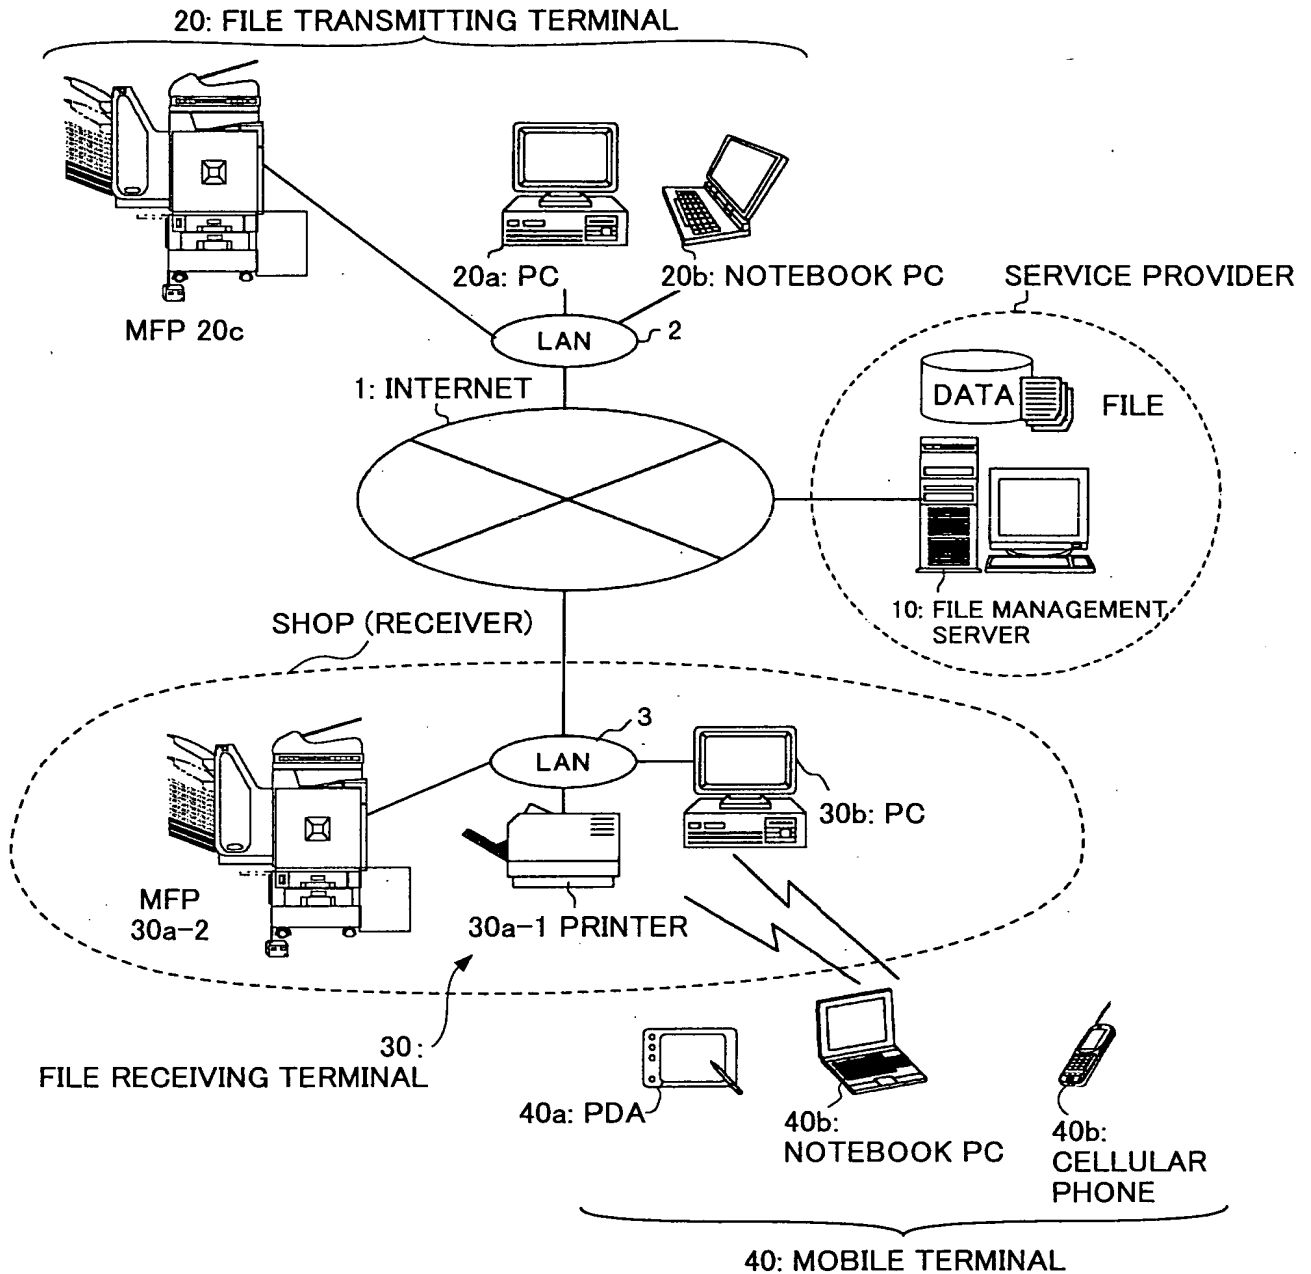 20: FILE TRANSMITTING TERMINAL
MFP 20c
20a: PC
20b: NOTEBOOK PC
LAN
2
SERVICE PROVIDER
DATA
FILE
1: INTERNET
10: FILE MANAGEMENT
SERVER
SHOP (RECEIVER)
3
LAN
30b: PC
MFP
30a-2
30a-1 PRINTER
30:
FILE RECEIVING TERMINAL
40a: PDA
40b:
NOTEBOOK PC
40b:
CELLULAR
PHONE
40: MOBILE TERMINAL